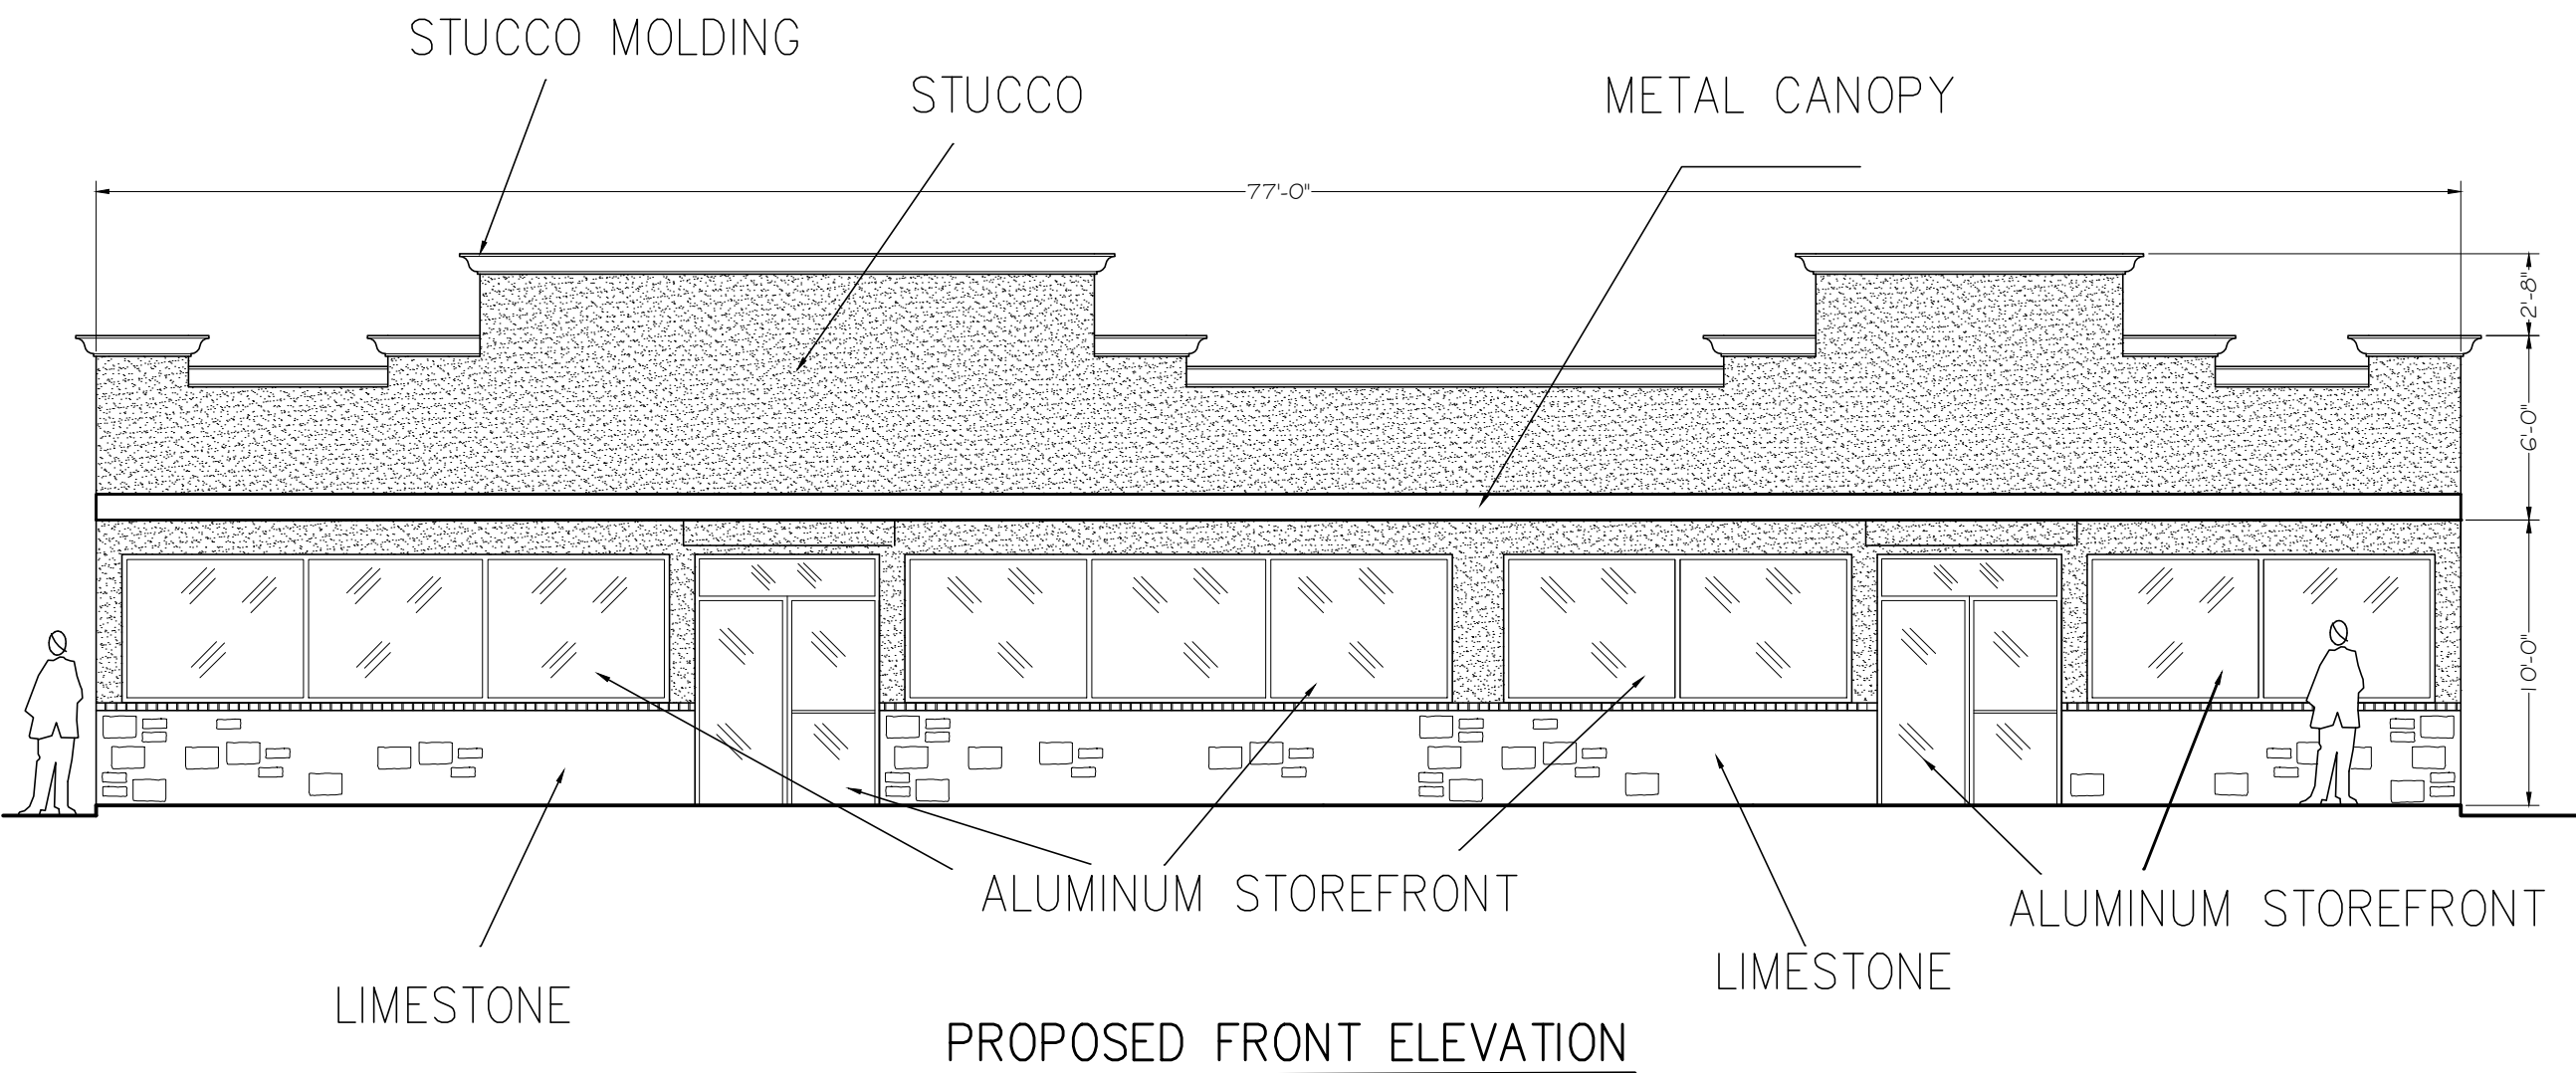 STUCCO MOLDING
STUCCO
METAL CANOPY
77'-0"
2'-8"
6'-0"
10'-0"
ALUMINUM STOREFRONT
ALUMINUM STOREFRONT
LIMESTONE
LIMESTONE
PROPOSED FRONT ELEVATION